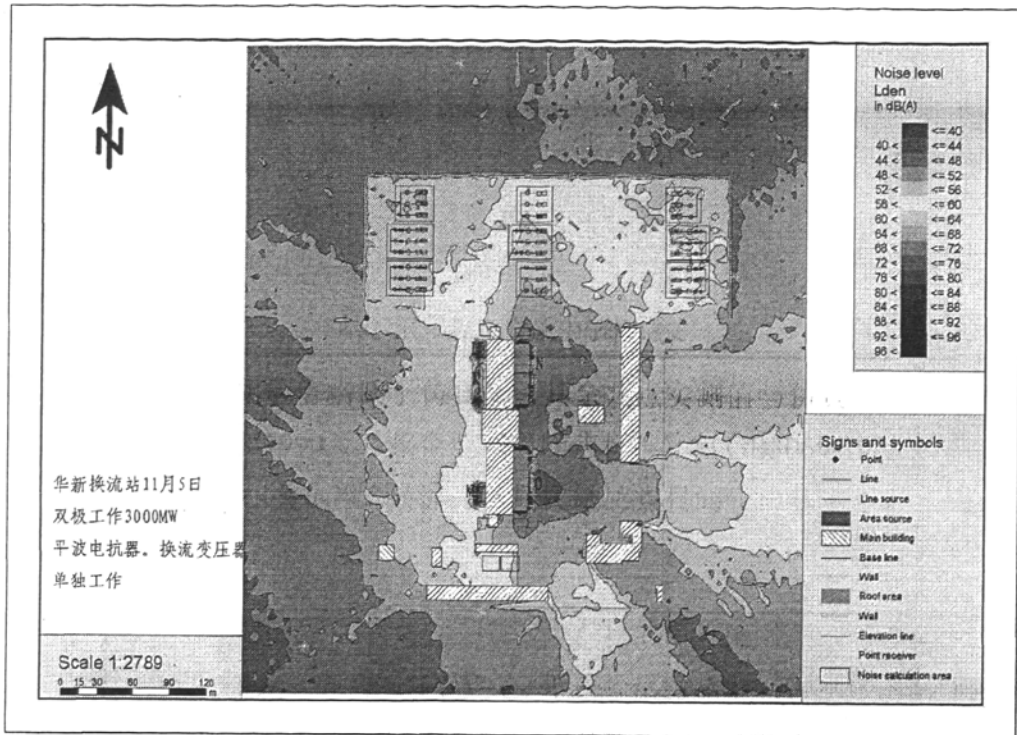 N
Noise level
Lden
in dB(A)
<= 40
40 < <= 44
44 < <= 48
48 < <= 52
52 < <= 56
56 < <= 60
60 < <= 64
64 < <= 68
68 < <= 72
72 < <= 76
76 < <= 80
80 < <= 84
84 < <= 88
88 < <= 92
92 < <= 96
96 <
Signs and symbols
Point
Line
Line source
Area source
Main building
Base line
Wall
Roof area
Wall
Elevation line
Point receiver
Noise calculation area
华新换流站11月5日
双极工作3000MW
平波电抗器。换流变压器
单独工作
Scale 1:2789
0 15 30 60 90 120
m